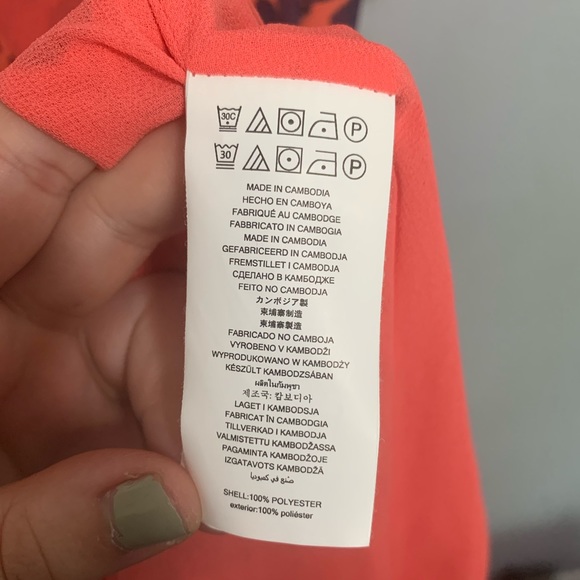 30C P
30 P
MADE IN CAMBODIA
HECHO EN CAMBOYA
FABRIQUÉ AU CAMBODGE
FABBRICATO IN CAMBOGIA
MADE IN CAMBODIA
GEFABRICEERD IN CAMBODJA
FREMSTILLET I CAMBODJA
СДЕЛАНО В КАМБОДЖЕ
FEITO NO CAMBODJA
カンボジア製
柬埔寨制造
柬埔寨製造
FABRICADO NO CAMBOJA
VYROBENO V KAMBODŽI
WYPRODUKOWANO W KAMBODŻY
KÉSZÜLT KAMBODZSÁBAN
ผลิตในกัมพูชา
제조국: 캄보디아
LAGET I KAMBODSJA
FABRICAT ÎN CAMBODGIA
TILLVERKAD I KAMBODJA
VALMISTETTU KAMBODŽASSA
PAGAMINTA KAMBODŽOJE
IZGATAVOTS KAMBODŽĀ
صنع في كمبوديا
SHELL:100% POLYESTER
exterior:100% poliéster